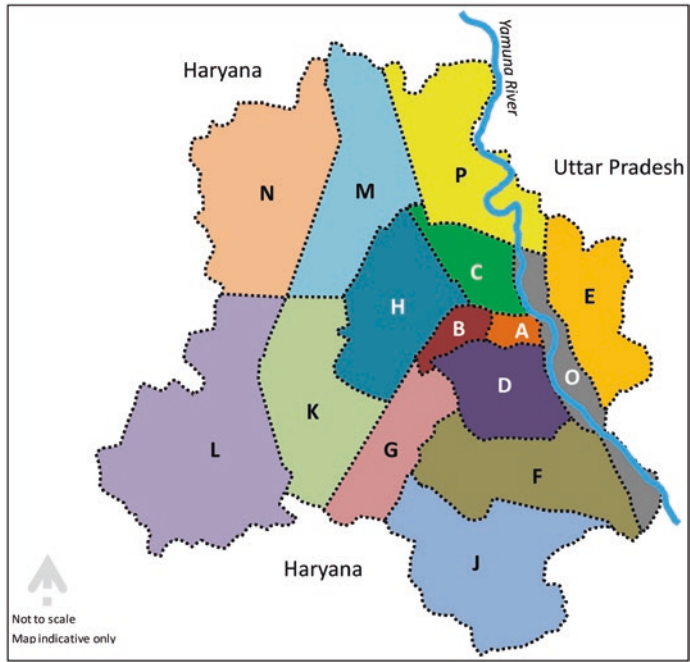 Haryana
Yamuna River
Uttar Pradesh
N
M
P
C
E
H
B
A
O
D
K
L
G
F
J
Haryana
Not to scale
Map indicative only